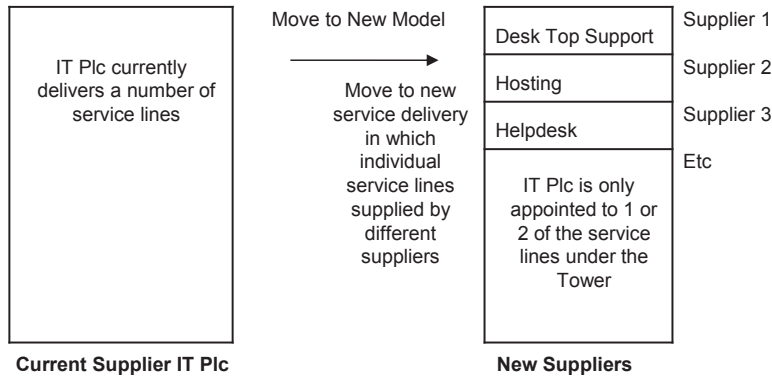 IT Plc currently
delivers a number of
service lines
Current Supplier IT Plc
Move to New Model
Move to new
service delivery
in which
individual
service lines
supplied by
different
suppliers
Desk Top Support
Supplier 1
Hosting
Supplier 2
Helpdesk
Supplier 3
Etc
IT Plc is only
appointed to 1 or
2 of the service
lines under the
Tower
New Suppliers